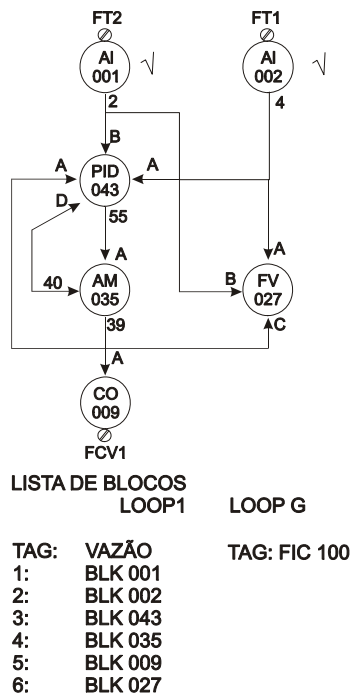 FT2 FT1
AI 001 √ AI 002 √
2 4
B
A PID 043 A
D 55
A A
40 AM 035 B FV 027
39 C
A
CO 009
FCV1
LISTA DE BLOCOS
LOOP1 LOOP G
TAG: VAZÃO TAG: FIC 100
1: BLK 001
2: BLK 002
3: BLK 043
4: BLK 035
5: BLK 009
6: BLK 027